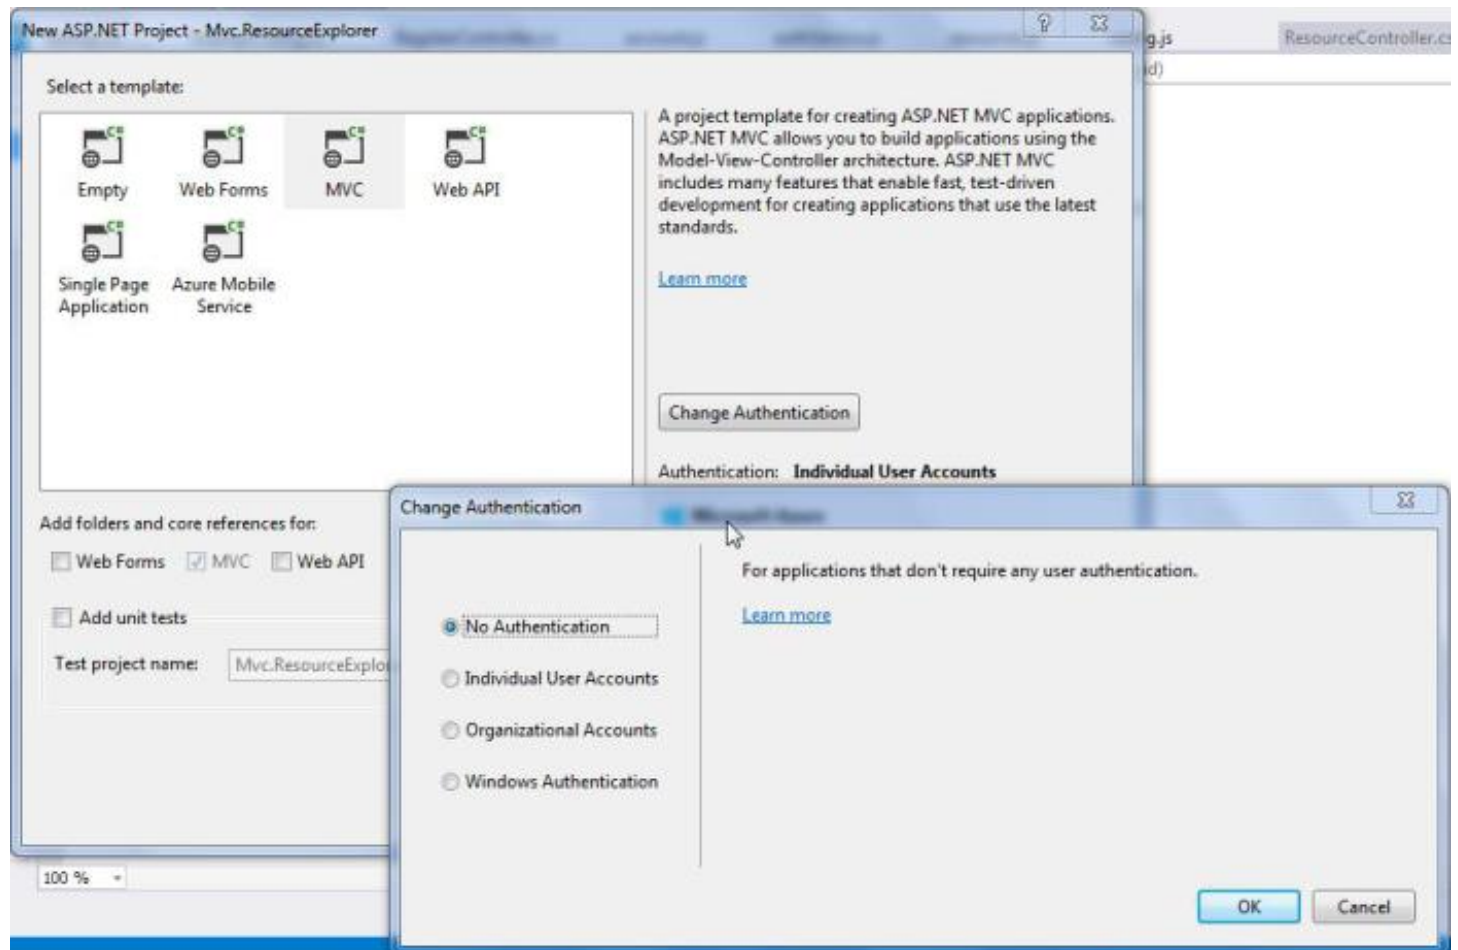 New ASP.NET Project - Mvc.ResourceExplorer
ResourceController.cs
Select a template:
Empty
Web Forms
MVC
Web API
Single Page
Application
Azure Mobile
Service
A project template for creating ASP.NET MVC applications.
ASP.NET MVC allows you to build applications using the
Model-View-Controller architecture. ASP.NET MVC
includes many features that enable fast, test-driven
development for creating applications that use the latest
standards.
Learn more
Change Authentication
Authentication: Individual User Accounts
Add folders and core references for:
Web Forms MVC Web API
Add unit tests
Test project name: Mvc.ResourceExplo
Change Authentication
Microsoft Azure
No Authentication
Individual User Accounts
Organizational Accounts
Windows Authentication
For applications that don't require any user authentication.
Learn more
OK Cancel
100 %